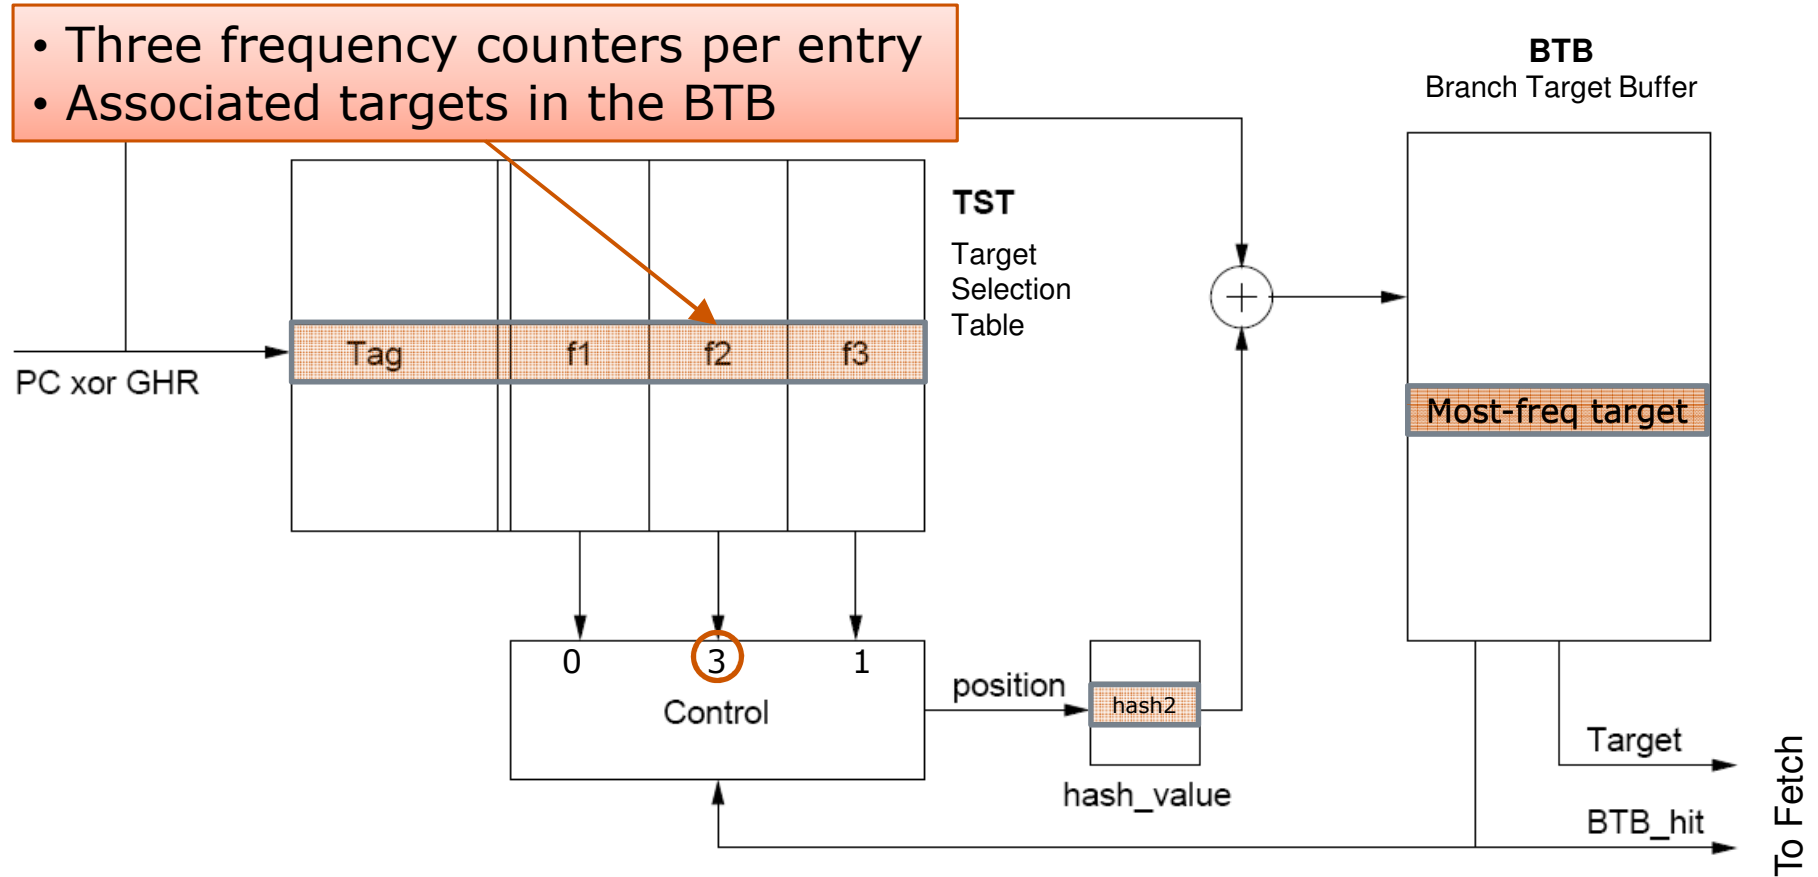 • Three frequency counters per entry
• Associated targets in the BTB
BTB
Branch Target Buffer
TST
Target
Selection
Table
Tag f1 f2 f3
PC xor GHR
Most-freq target
0 3 1
Control
position
hash2
hash_value
Target
BTB_hit
To Fetch